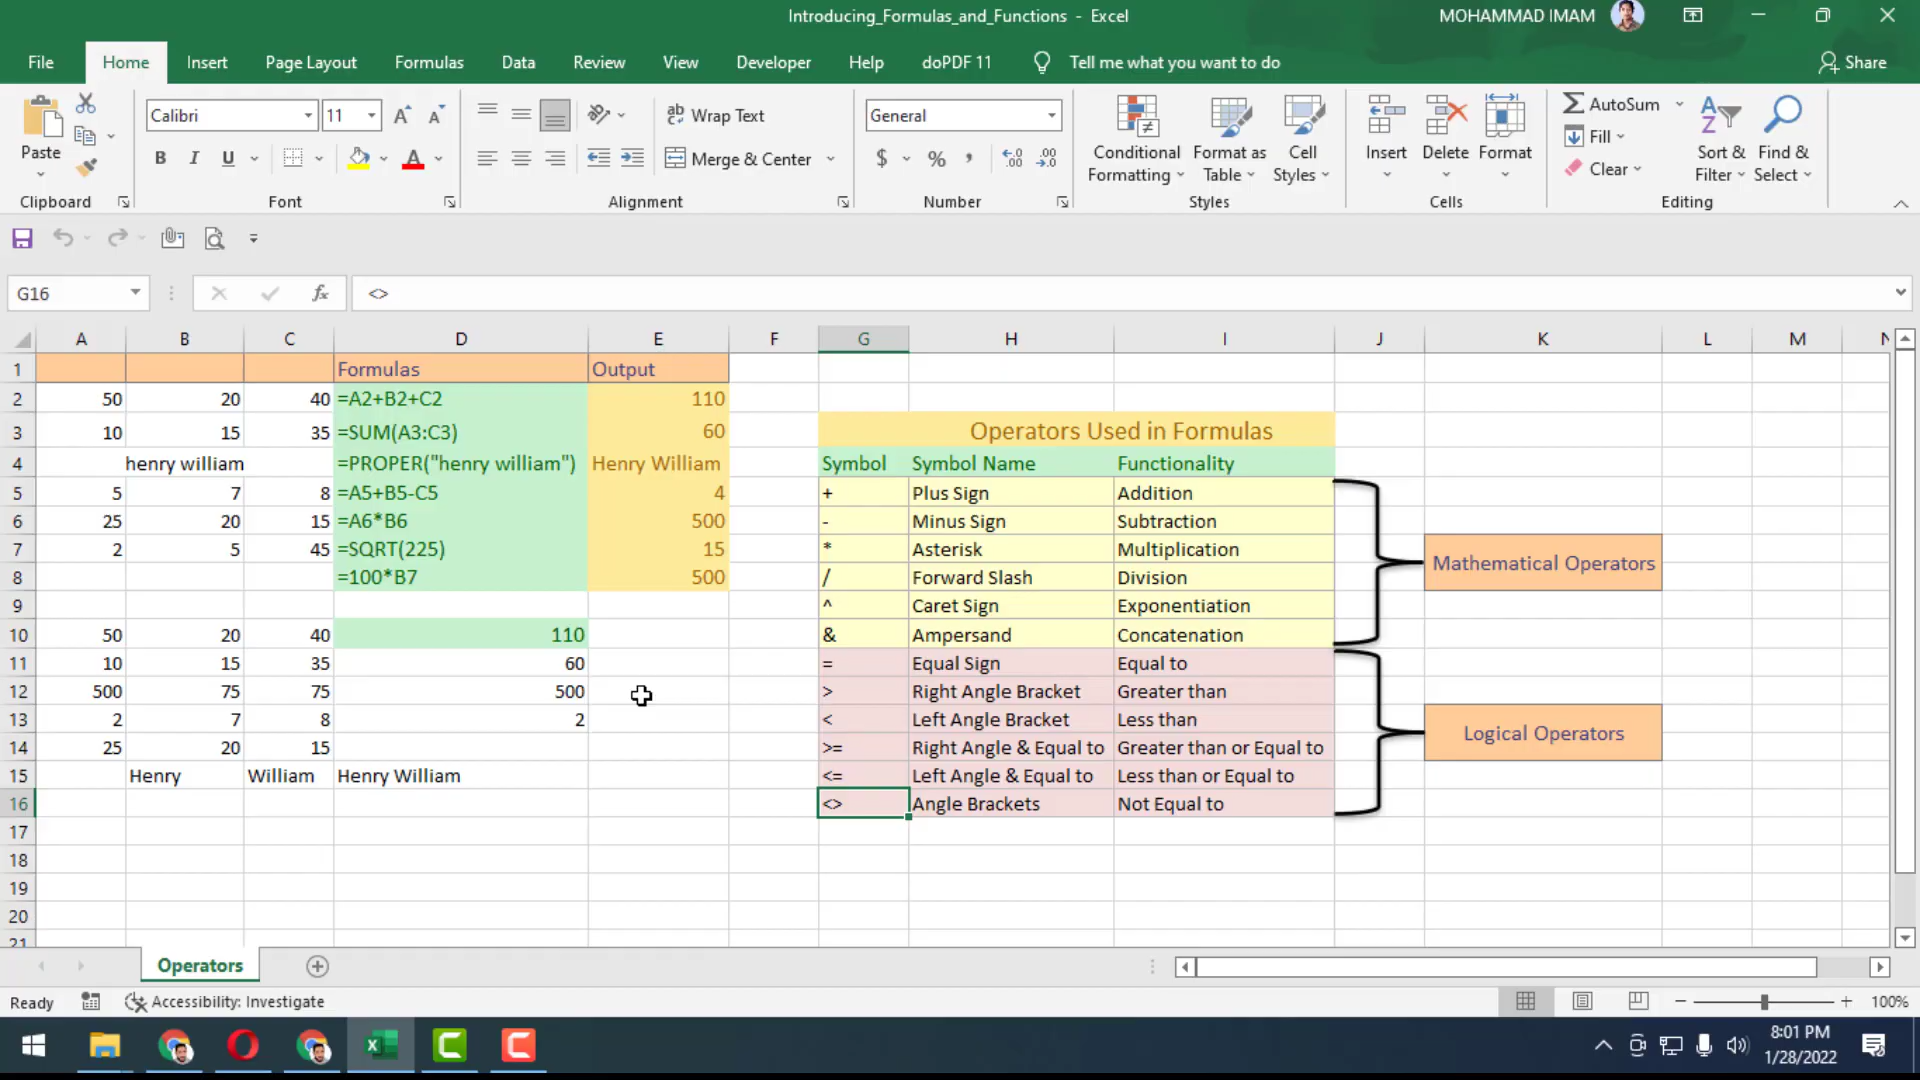 Introducing_Formulas_and_Functions - Excel
MOHAMMAD IMAM
File Home Insert Page Layout Formulas Data Review View Developer Help doPDF 11 Tell me what you want to do Share
Paste
Clipboard
Calibri 11
B I U
Font
Wrap Text
Merge & Center
Alignment
General
$ %
Number
Conditional Formatting
Format as Table
Cell Styles
Styles
Insert
Delete
Format
Cells
AutoSum
Fill
Clear
Sort & Filter
Find & Select
Editing
G16 fx <>
A B C D E F G H I J K L M N
1 Formulas Output
2 50 20 40 =A2+B2+C2 110
3 10 15 35 =SUM(A3:C3) 60 Operators Used in Formulas
4 henry william =PROPER("henry william") Henry William Symbol Symbol Name Functionality
5 5 7 8 =A5+B5-C5 4 + Plus Sign Addition
6 25 20 15 =A6*B6 500 - Minus Sign Subtraction
7 2 5 45 =SQRT(225) 15 * Asterisk Multiplication
Mathematical Operators
8 =100*B7 500 / Forward Slash Division
9 ^ Caret Sign Exponentiation
10 50 20 40 110 & Ampersand Concatenation
11 10 15 35 60 = Equal Sign Equal to
12 500 75 75 500 > Right Angle Bracket Greater than
13 2 7 8 2 < Left Angle Bracket Less than
Logical Operators
14 25 20 15 >= Right Angle & Equal to Greater than or Equal to
15 Henry William Henry William <= Left Angle & Equal to Less than or Equal to
16 <> Angle Brackets Not Equal to
17
18
19
20
21
Operators
Ready Accessibility: Investigate 100%
8:01 PM
1/28/2022